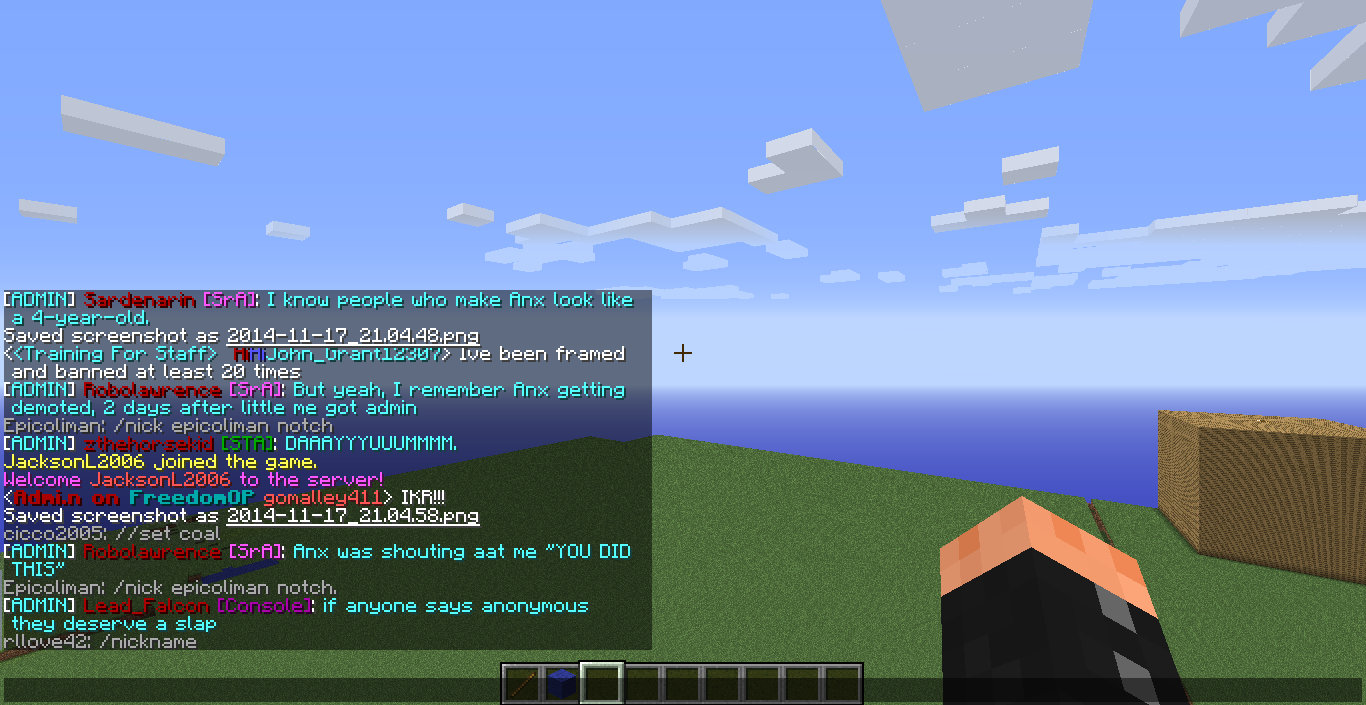 [ADMIN] Sardenarin [SrA]: I know people who make Anx look like
a 4-year-old.
Saved screenshot as 2014-11-17_21.04.48.png
<<Training For Staff> John_Grant12307> Ive been framed
and banned at least 20 times
[ADMIN] Robolawrence [SrA]: But yeah, I remember Anx getting
demoted, 2 days after little me got admin
Epicoliman: /nick epicoliman notch
[ADMIN] zthehorsekid [STA]: DAAAYYYUUUMMMM.
JacksonL2006 joined the game.
Welcome JacksonL2006 to the server!
<Admin on FreedomOP gomalley411> IKR!!!
Saved screenshot as 2014-11-17_21.04.58.png
cicco2005: //set coal
[ADMIN] Robolawrence [SrA]: Anx was shouting aat me "YOU DID
THIS"
Epicoliman: /nick epicoliman notch.
[ADMIN] Lead_Falcon [Console]: if anyone says anonymous
they deserve a slap
rllove42: /nickname